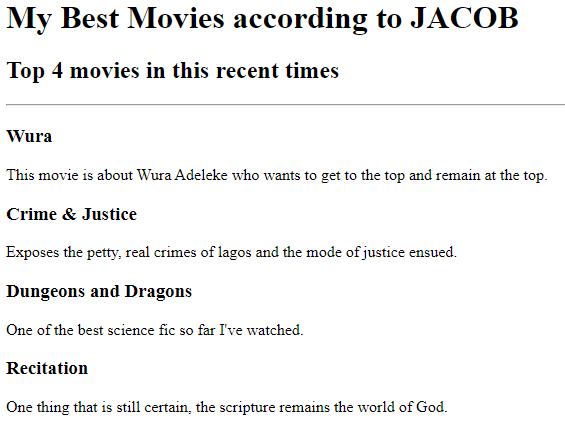 My Best Movies according to JACOB
Top 4 movies in this recent times
Wura
This movie is about Wura Adeleke who wants to get to the top and remain at the top.
Crime & Justice
Exposes the petty, real crimes of lagos and the mode of justice ensued.
Dungeons and Dragons
One of the best science fic so far I've watched.
Recitation
One thing that is still certain, the scripture remains the world of God.